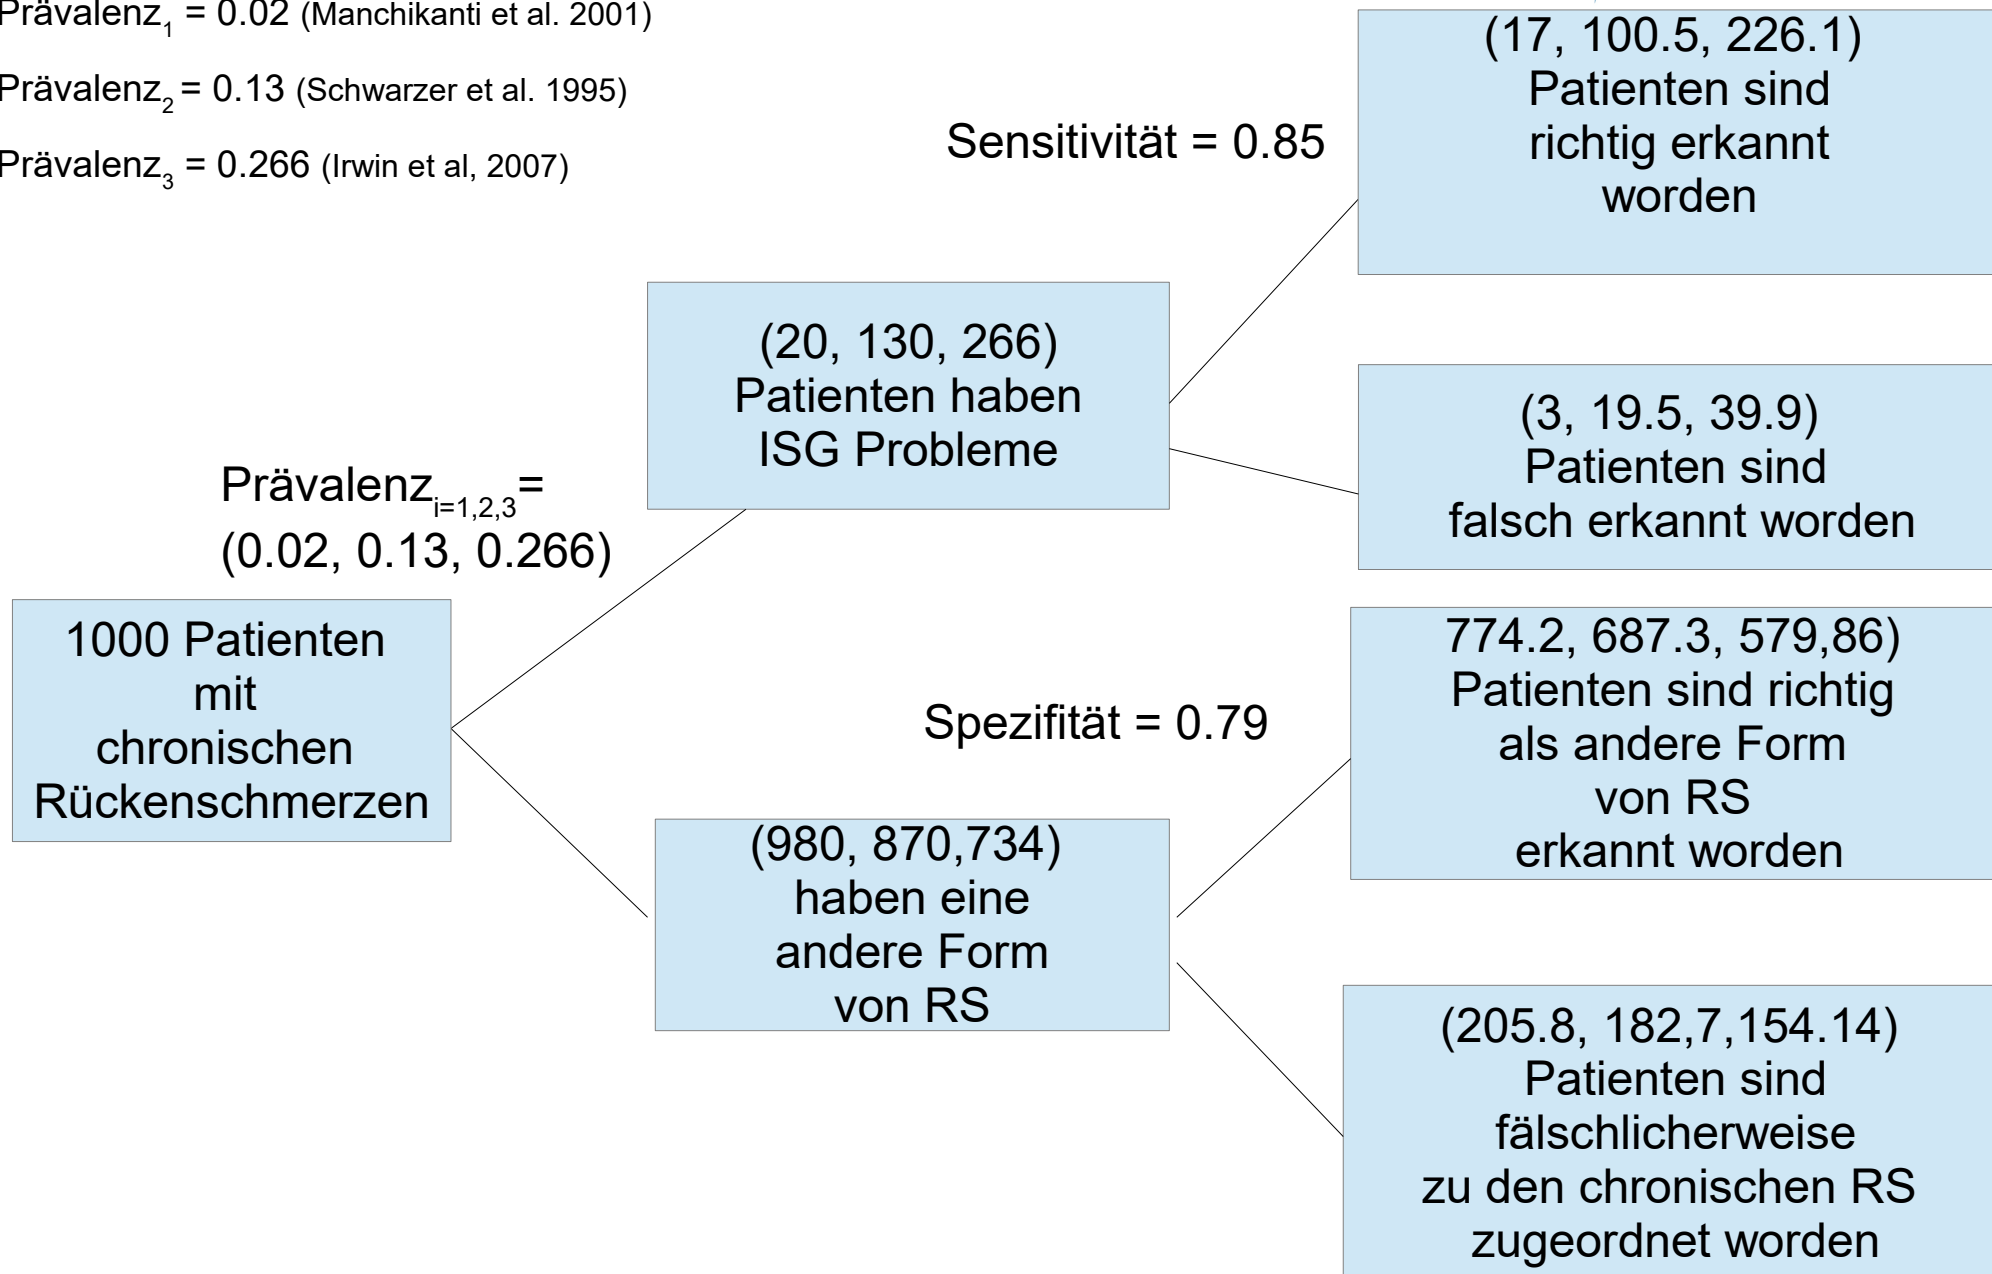 Prävalenz1 = 0.02 (Manchikanti et al. 2001)
Prävalenz2 = 0.13 (Schwarzer et al. 1995)
Prävalenz3 = 0.266 (Irwin et al, 2007)
Sensitivität = 0.85
(17, 100.5, 226.1)
Patienten sind
richtig erkannt
worden
(20, 130, 266)
Patienten haben
ISG Probleme
(3, 19.5, 39.9)
Patienten sind
falsch erkannt worden
Prävalenzi=1,2,3=
(0.02, 0.13, 0.266)
1000 Patienten
mit
chronischen
Rückenschmerzen
Spezifität = 0.79
774.2, 687.3, 579,86)
Patienten sind richtig
als andere Form
von RS
erkannt worden
(980, 870,734)
haben eine
andere Form
von RS
(205.8, 182,7,154.14)
Patienten sind
fälschlicherweise
zu den chronischen RS
zugeordnet worden